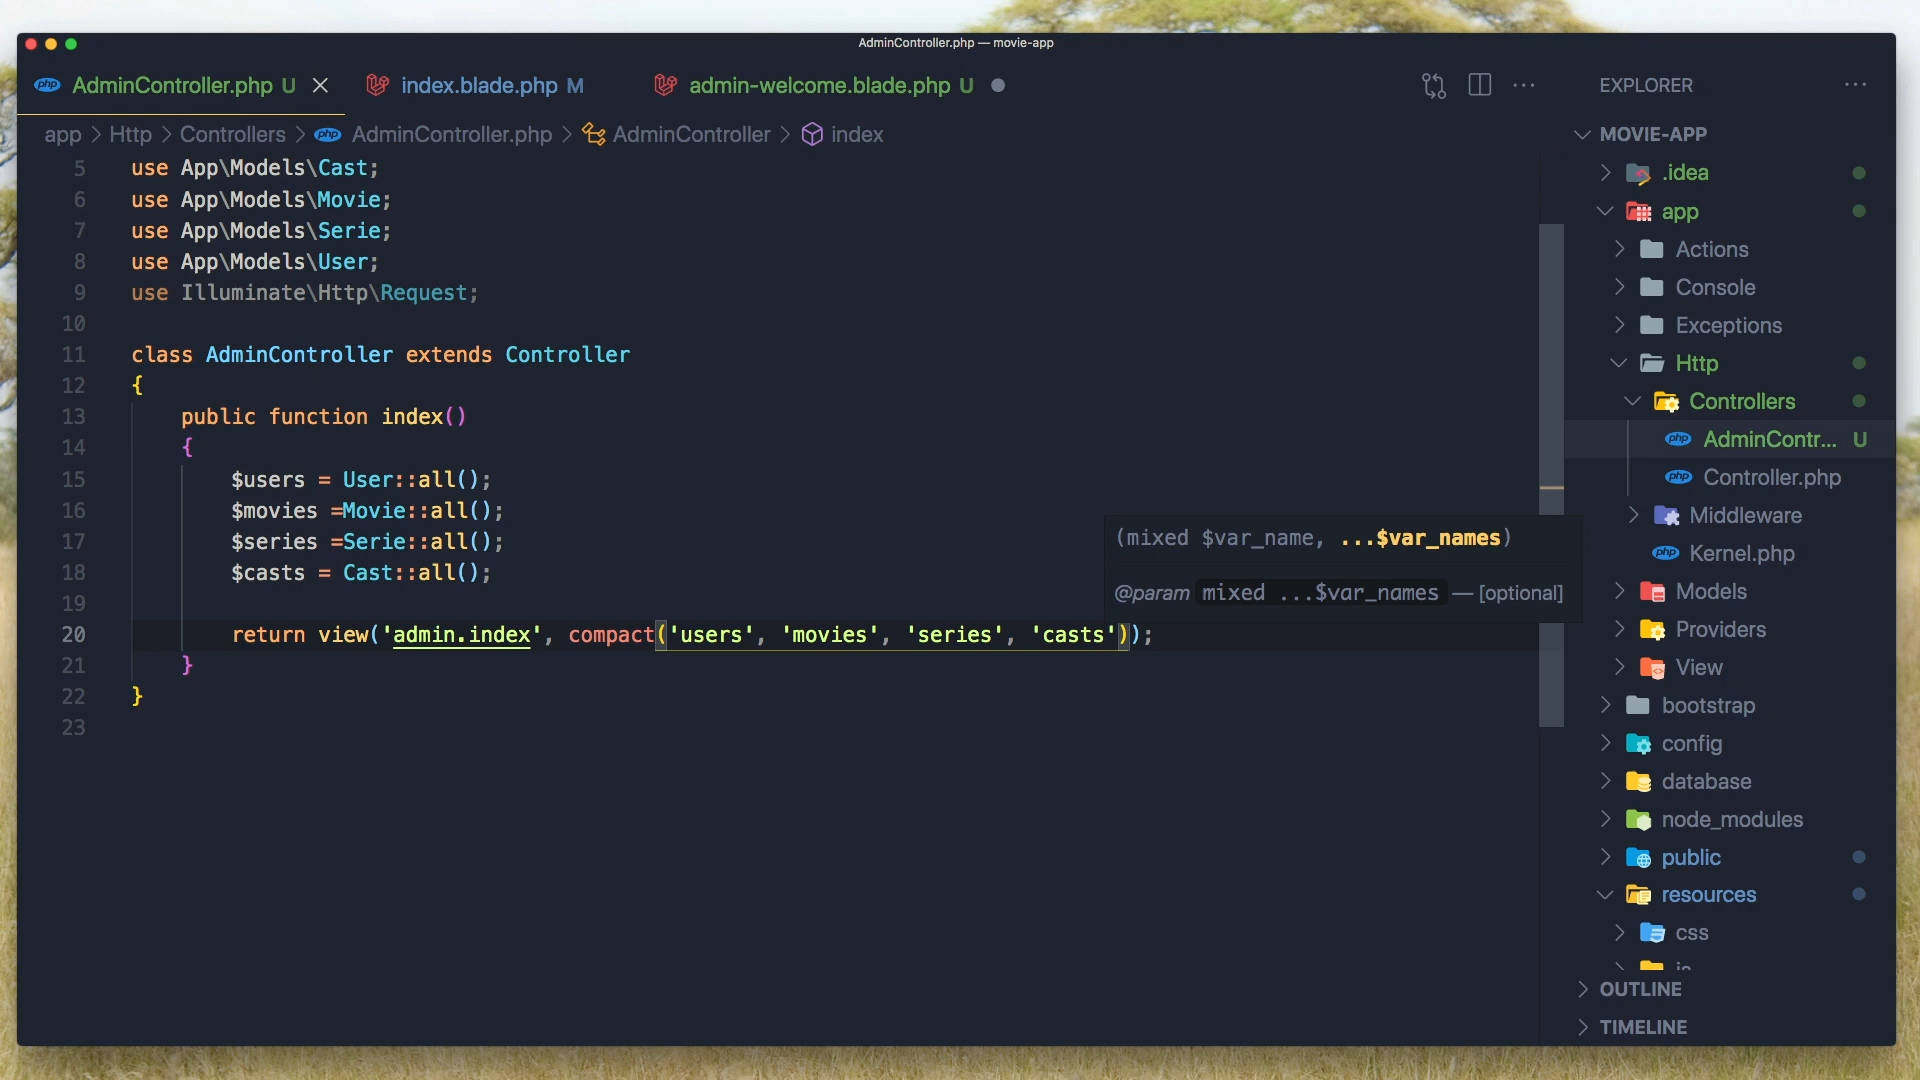 AdminController.php — movie-app
php AdminController.php U
index.blade.php M
admin-welcome.blade.php U
app > Http > Controllers > php AdminController.php > AdminController > index
5 use App\Models\Cast;
6 use App\Models\Movie;
7 use App\Models\Serie;
8 use App\Models\User;
9 use Illuminate\Http\Request;
10
11 class AdminController extends Controller
12 {
13 public function index()
14 {
15 $users = User::all();
16 $movies =Movie::all();
17 $series =Serie::all();
18 $casts = Cast::all();
19
(mixed $var_name, ...$var_names)
@param mixed ...$var_names — [optional]
20 return view('admin.index', compact('users', 'movies', 'series', 'casts'));
21 }
22 }
23
EXPLORER
MOVIE-APP
.idea
app
Actions
Console
Exceptions
Http
Controllers
php AdminContr... U
php Controller.php
Middleware
php Kernel.php
Models
Providers
View
bootstrap
config
database
node_modules
public
resources
css
OUTLINE
TIMELINE